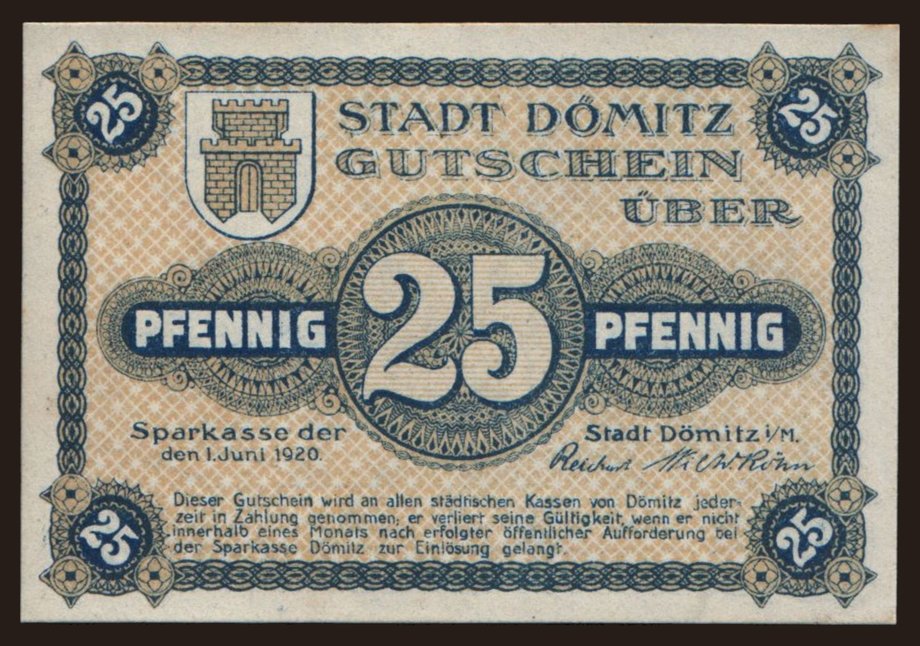 25
25
STADT DÖMITZ
GUTSCHEIN
ÜBER
PFENNIG 25 PFENNIG
Sparkasse der Stadt Dömitz i/M.
den 1. Juni 1920.
Dieser Gutschein wird an allen städtischen Kassen von Dömitz jeder-
zeit in Zahlung genommen; er verliert seine Gültigkeit, wenn er nicht
innerhalb eines Monats nach erfolgter öffentlicher Aufforderung bei
der Sparkasse Dömitz zur Einlösung gelangt.
25
25